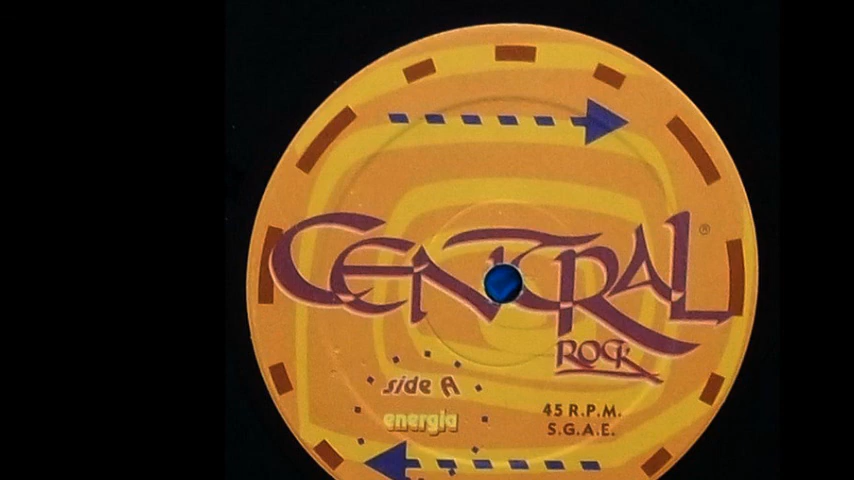 CENTRAL®
ROCK
side A
energia
45 R.P.M.
S.G.A.E.